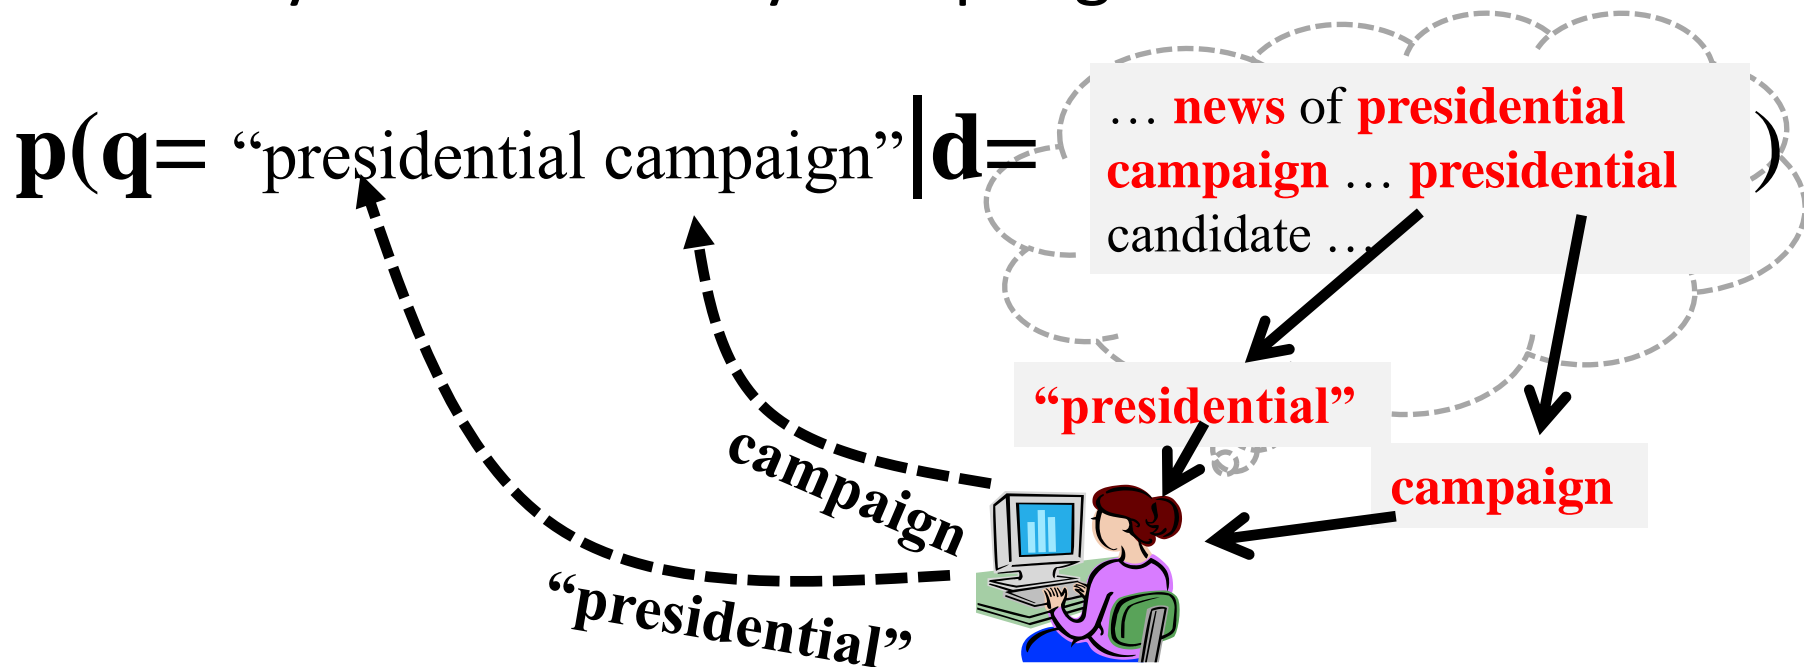 p(q= “presidential campaign”|d=
… news of presidential
campaign … presidential
candidate …
)
“presidential”
campaign
campaign
“presidential”